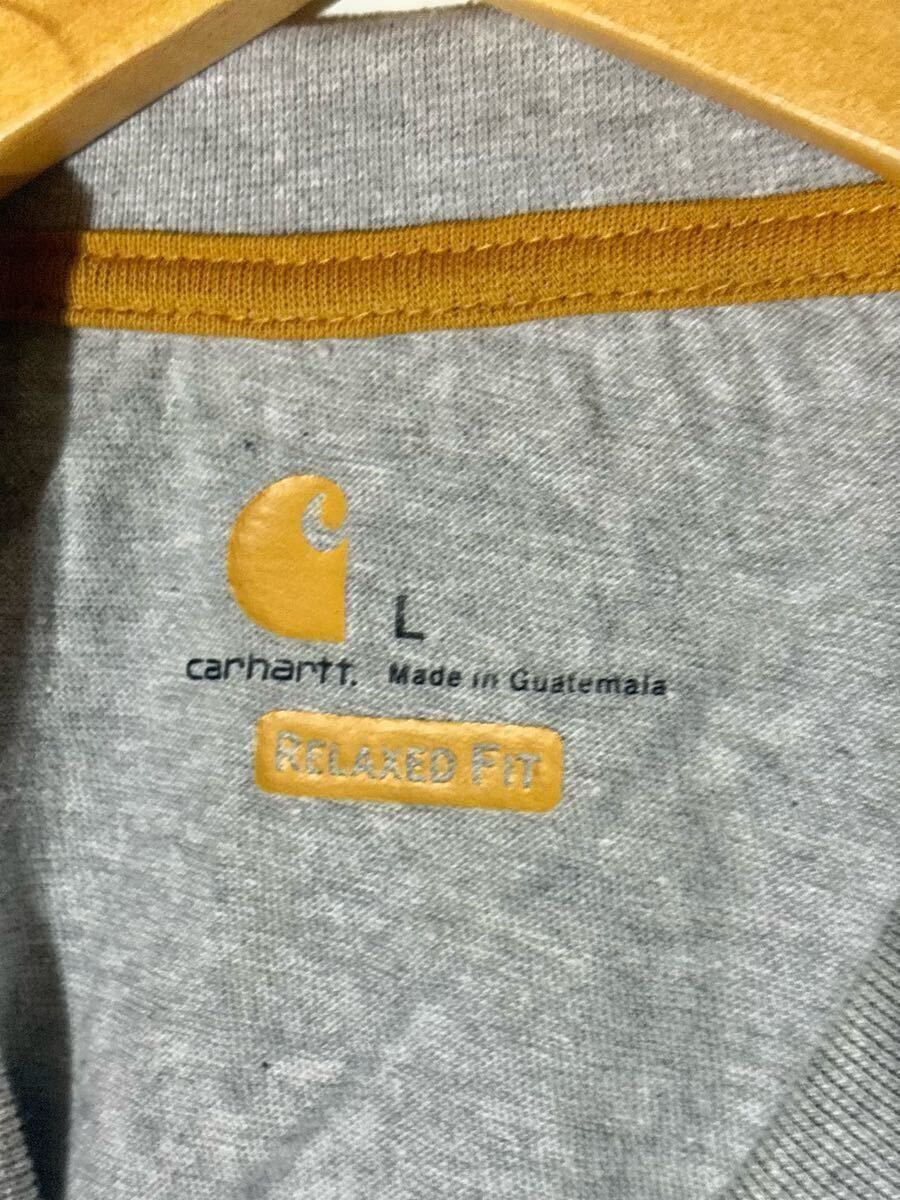 L
carhartt. Made in Guatemala
RELAXED FIT